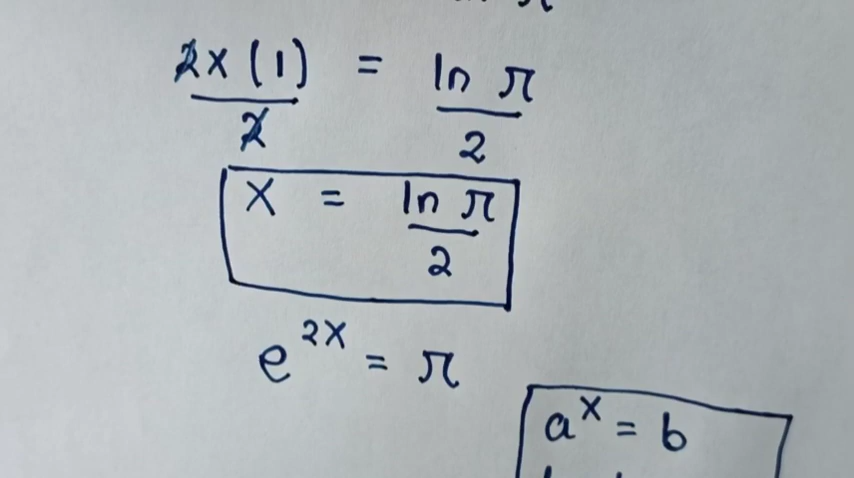 2x (1) = ln π
2 2
x = ln π
2
e^2x = π
a^x = b